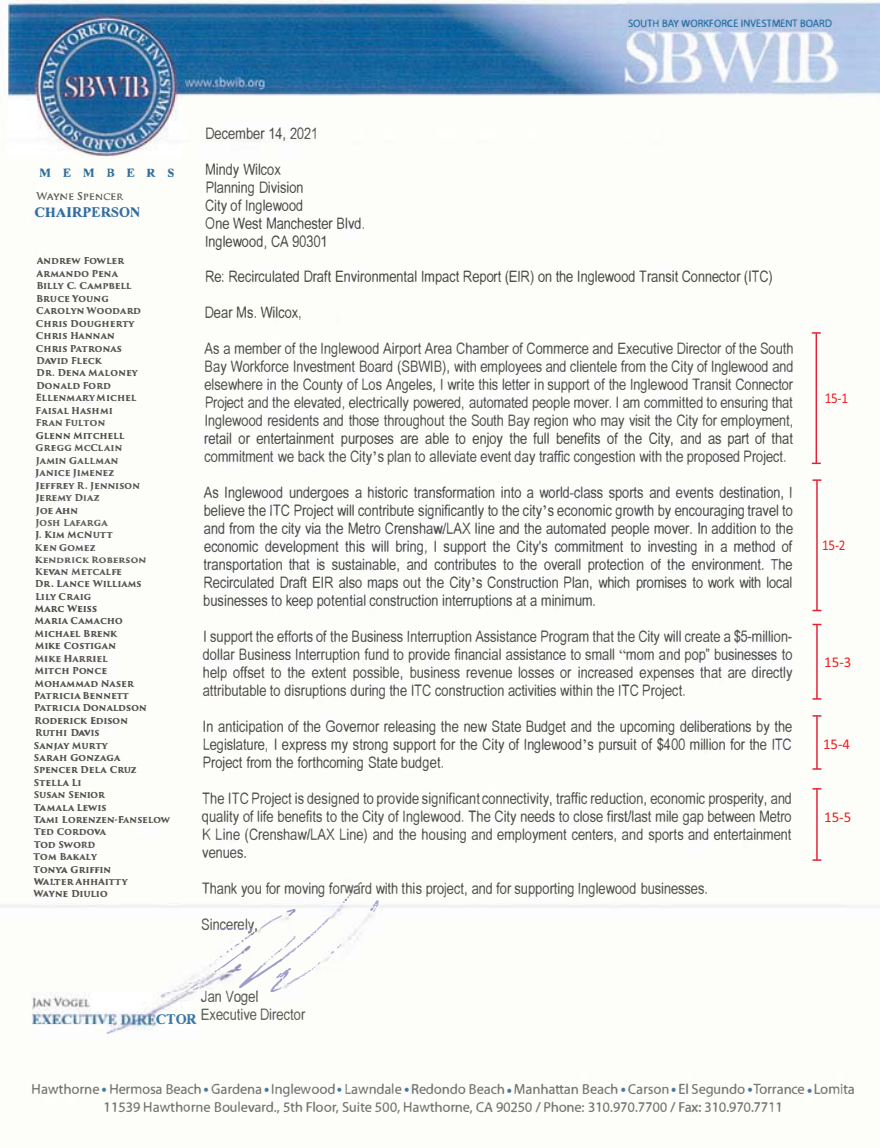 SOUTH BAY WORKFORCE INVESTMENT BOARD
SBWIB
SOUTH BAY WORKFORCE INVESTMENT BOARD
SBWIB
www.sbwib.org
December 14, 2021
Mindy Wilcox
Planning Division
City of Inglewood
One West Manchester Blvd.
Inglewood, CA 90301
Re: Recirculated Draft Environmental Impact Report (EIR) on the Inglewood Transit Connector (ITC)
Dear Ms. Wilcox,
As a member of the Inglewood Airport Area Chamber of Commerce and Executive Director of the South
Bay Workforce Investment Board (SBWIB), with employees and clientele from the City of Inglewood and
elsewhere in the County of Los Angeles, I write this letter in support of the Inglewood Transit Connector
Project and the elevated, electrically powered, automated people mover. I am committed to ensuring that
Inglewood residents and those throughout the South Bay region who may visit the City for employment,
retail or entertainment purposes are able to enjoy the full benefits of the City, and as part of that
commitment we back the City's plan to alleviate event day traffic congestion with the proposed Project.
15-1
As Inglewood undergoes a historic transformation into a world-class sports and events destination, I
believe the ITC Project will contribute significantly to the city's economic growth by encouraging travel to
and from the city via the Metro Crenshaw/LAX line and the automated people mover. In addition to the
economic development this will bring, I support the City's commitment to investing in a method of
transportation that is sustainable, and contributes to the overall protection of the environment. The
Recirculated Draft EIR also maps out the City's Construction Plan, which promises to work with local
businesses to keep potential construction interruptions at a minimum.
15-2
I support the efforts of the Business Interruption Assistance Program that the City will create a $5-million-
dollar Business Interruption fund to provide financial assistance to small "mom and pop" businesses to
help offset to the extent possible, business revenue losses or increased expenses that are directly
attributable to disruptions during the ITC construction activities within the ITC Project.
15-3
In anticipation of the Governor releasing the new State Budget and the upcoming deliberations by the
Legislature, I express my strong support for the City of Inglewood's pursuit of $400 million for the ITC
Project from the forthcoming State budget.
15-4
The ITC Project is designed to provide significant connectivity, traffic reduction, economic prosperity, and
quality of life benefits to the City of Inglewood. The City needs to close first/last mile gap between Metro
K Line (Crenshaw/LAX Line) and the housing and employment centers, and sports and entertainment
venues.
15-5
Thank you for moving forward with this project, and for supporting Inglewood businesses.
Sincerely,
Jan Vogel
Executive Director
MEMBERS
WAYNE SPENCER
CHAIRPERSON
ANDREW FOWLER
ARMANDO PENA
BILLY C. CAMPBELL
BRUCE YOUNG
CAROLYN WOODARD
CHRIS DOUGHERTY
CHRIS HANNAN
CHRIS PATRONAS
DAVID FLECK
DR. DENA MALONEY
DONALD FORD
ELLENMARY MICHEL
FAISAL HASHMI
FRAN FULTON
GLENN MITCHELL
GREGG MCCLAIN
JAMIN GALLMAN
JANICE JIMENEZ
JEFFREY R. JENNISON
JEREMY DIAZ
JOE AHN
JOSH LAFARGA
J. KIM MCNUTT
KEN GOMEZ
KENDRICK ROBERSON
KEVAN METCALFE
DR. LANCE WILLIAMS
LILY CRAIG
MARC WEISS
MARIA CAMACHO
MICHAEL BRENK
MIKE COSTIGAN
MIKE HARRIEL
MITCH PONCE
MOHAMMAD NASER
PATRICIA BENNETT
PATRICIA DONALDSON
RODERICK EDISON
RUTHI DAVIS
SANJAY MURTY
SARAH GONZAGA
SPENCER DELA CRUZ
STELLA LI
SUSAN SENIOR
TAMALA LEWIS
TAMI LORENZEN-FANSELOW
TED CORDOVA
TOD SWORD
TOM BAKALY
TONYA GRIFFIN
WALTER AHHAITTY
WAYNE DIULIO
JAN VOGEL
EXECUTIVE DIRECTOR
Hawthorne • Hermosa Beach • Gardena • Inglewood • Lawndale • Redondo Beach • Manhattan Beach • Carson • El Segundo • Torrance • Lomita
11539 Hawthorne Boulevard., 5th Floor, Suite 500, Hawthorne, CA 90250 / Phone: 310.970.7700 / Fax: 310.970.7711